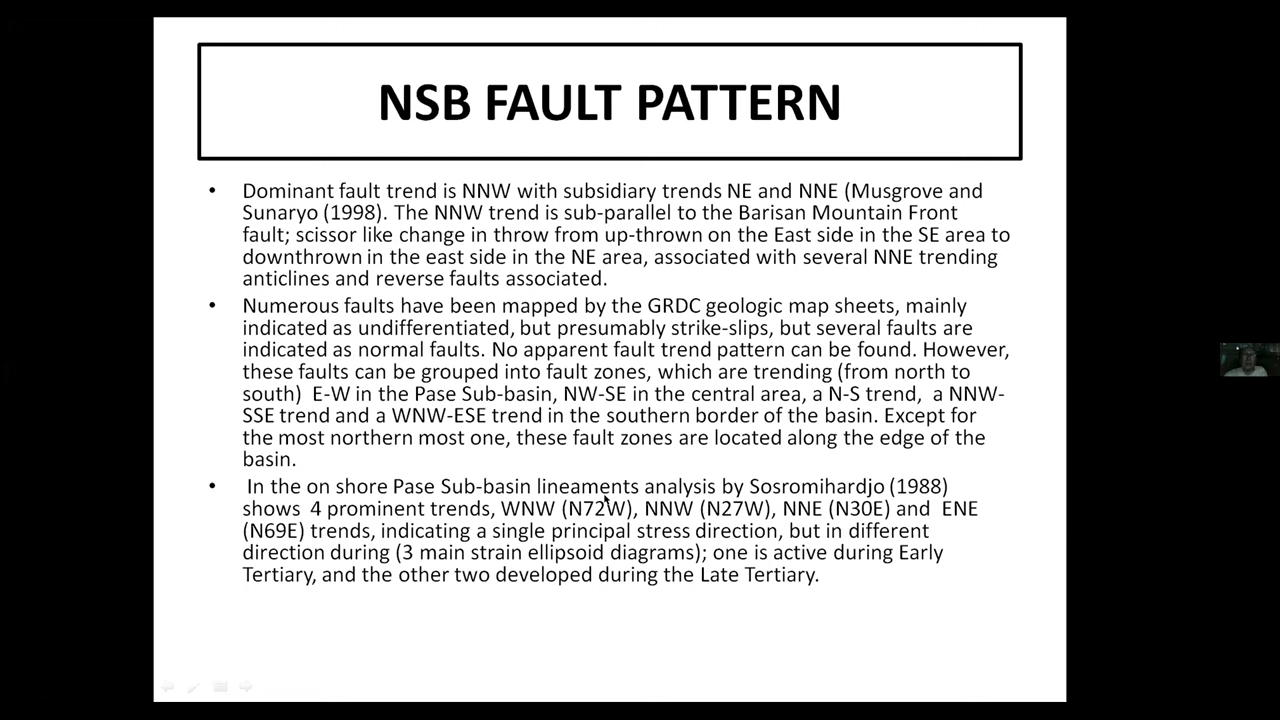 NSB FAULT PATTERN
• Dominant fault trend is NNW with subsidiary trends NE and NNE (Musgrove and
Sunaryo (1998). The NNW trend is sub-parallel to the Barisan Mountain Front
fault; scissor like change in throw from up-thrown on the East side in the SE area to
downthrown in the east side in the NE area, associated with several NNE trending
anticlines and reverse faults associated.
• Numerous faults have been mapped by the GRDC geologic map sheets, mainly
indicated as undifferentiated, but presumably strike-slips, but several faults are
indicated as normal faults. No apparent fault trend pattern can be found. However,
these faults can be grouped into fault zones, which are trending (from north to
south)  E-W in the Pase Sub-basin, NW-SE in the central area, a N-S trend,  a NNW-
SSE trend and a WNW-ESE trend in the southern border of the basin. Except for
the most northern most one, these fault zones are located along the edge of the
basin.
• In the on shore Pase Sub-basin lineaments analysis by Sosromihardjo (1988)
shows  4 prominent trends, WNW (N72W), NNW (N27W), NNE (N30E) and  ENE
(N69E) trends, indicating a single principal stress direction, but in different
direction during (3 main strain ellipsoid diagrams); one is active during Early
Tertiary, and the other two developed during the Late Tertiary.